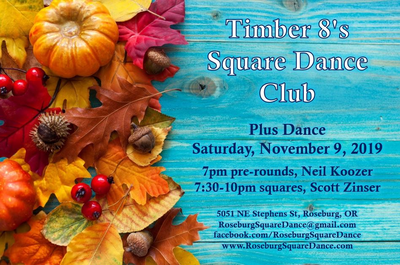 Timber 8's
Square Dance
Club
Plus Dance
Saturday, November 9, 2019
7pm pre-rounds, Neil Koozer
7:30-10pm squares, Scott Zinser
5051 NE Stephens St, Roseburg, OR
RoseburgSquareDance@gmail.com
facebook.com/RoseburgSquareDance
www.RoseburgSquareDance.com